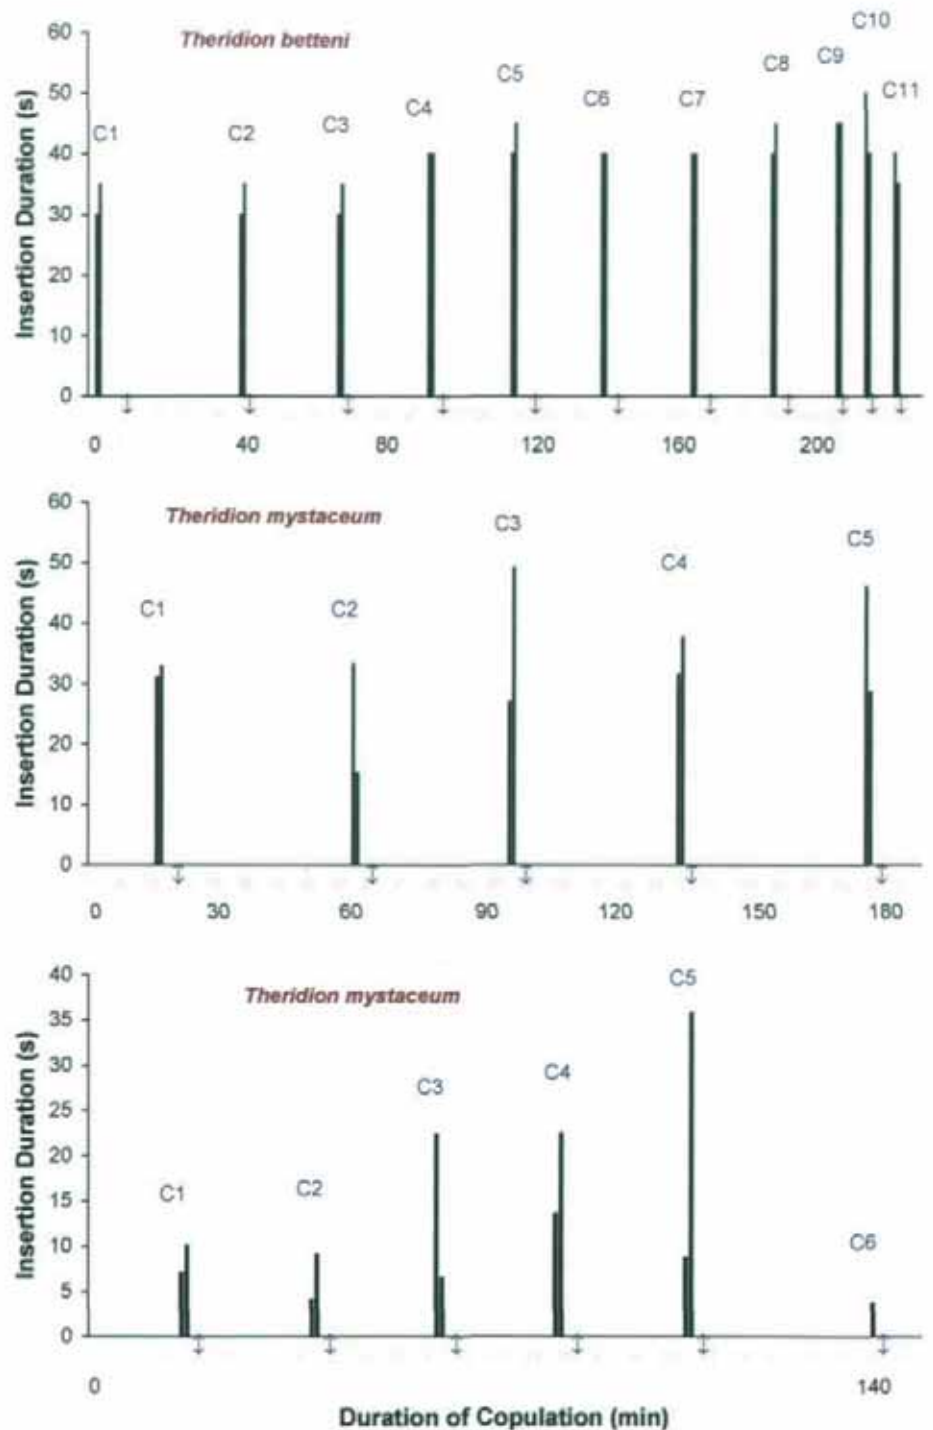 Theridion betteni
Insertion Duration (s)
60
50
40
30
20
10
0
C1
C2
C3
C4
C5
C6
C7
C8
C9
C10
C11
0 40 80 120 160 200
Theridion mystaceum
Insertion Duration (s)
60
50
40
30
20
10
0
C1
C2
C3
C4
C5
0 30 60 90 120 150 180
Theridion mystaceum
Insertion Duration (s)
40
35
30
25
20
15
10
5
0
C1
C2
C3
C4
C5
C6
0 140
Duration of Copulation (min)